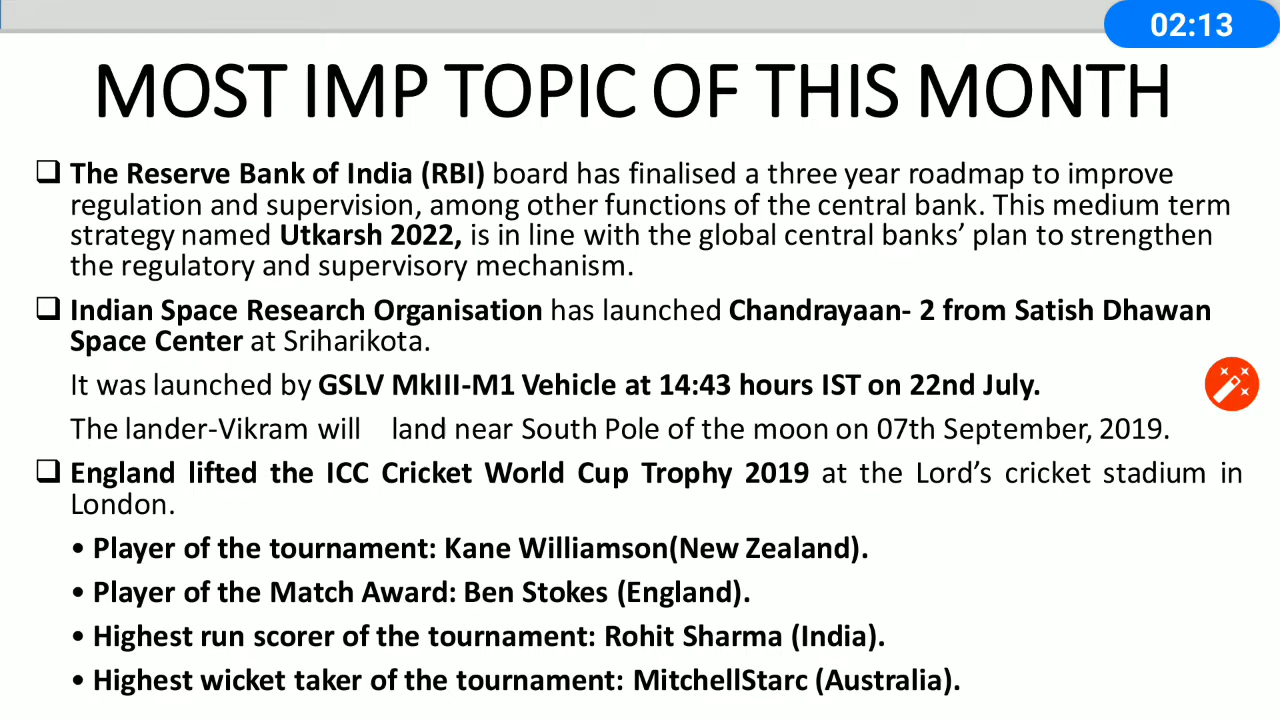 02:13
MOST IMP TOPIC OF THIS MONTH
❑ The Reserve Bank of India (RBI) board has finalised a three year roadmap to improve
regulation and supervision, among other functions of the central bank. This medium term
strategy named Utkarsh 2022, is in line with the global central banks’ plan to strengthen
the regulatory and supervisory mechanism.
❑ Indian Space Research Organisation has launched Chandrayaan- 2 from Satish Dhawan
Space Center at Sriharikota.
It was launched by GSLV MkIII-M1 Vehicle at 14:43 hours IST on 22nd July.
The lander-Vikram will land near South Pole of the moon on 07th September, 2019.
❑ England lifted the ICC Cricket World Cup Trophy 2019 at the Lord’s cricket stadium in
London.
• Player of the tournament: Kane Williamson(New Zealand).
• Player of the Match Award: Ben Stokes (England).
• Highest run scorer of the tournament: Rohit Sharma (India).
• Highest wicket taker of the tournament: MitchellStarc (Australia).